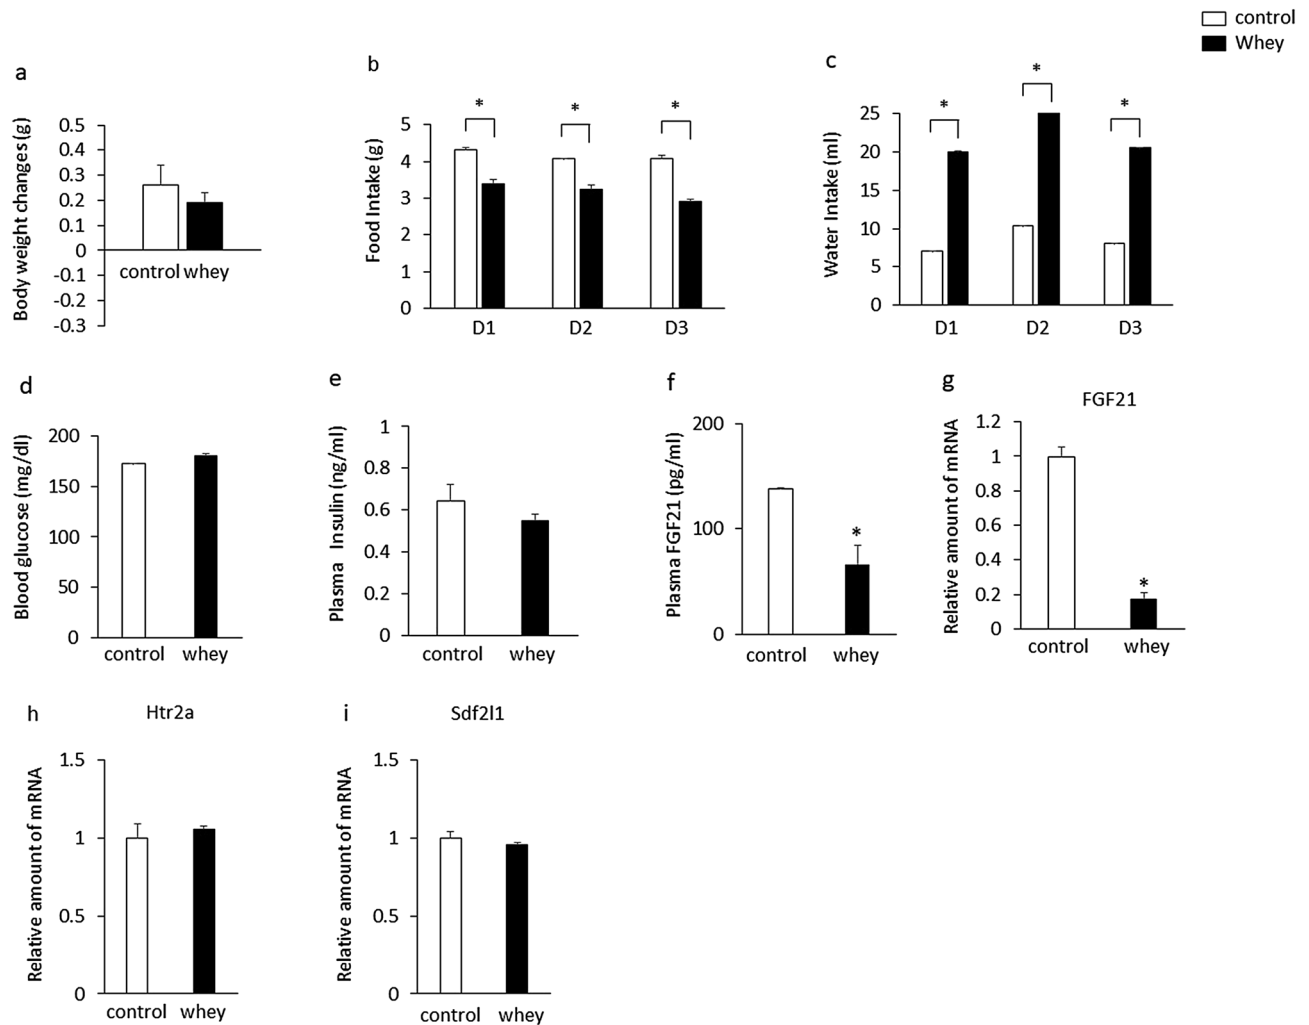 control
Whey
a
Body weight changes (g)
0.5
0.4
0.3
0.2
0.1
0
-0.1
-0.2
-0.3
control whey
b
Food Intake (g)
5
4
3
2
1
0
* * *
D1 D2 D3
c
Water Intake (ml)
25
20
15
10
5
0
* * *
D1 D2 D3
d
Blood glucose (mg/dl)
200
150
100
50
0
control whey
e
Plasma Insulin (ng/ml)
1
0.8
0.6
0.4
0.2
0
control whey
f
Plasma FGF21 (pg/ml)
200
100
0
*
control whey
g
FGF21
Relative amount of mRNA
1.2
1
0.8
0.6
0.4
0.2
0
*
control whey
h
Htr2a
Relative amount of mRNA
1.5
1
0.5
0
control whey
i
Sdf2l1
Relative amount of mRNA
1.5
1
0.5
0
control whey